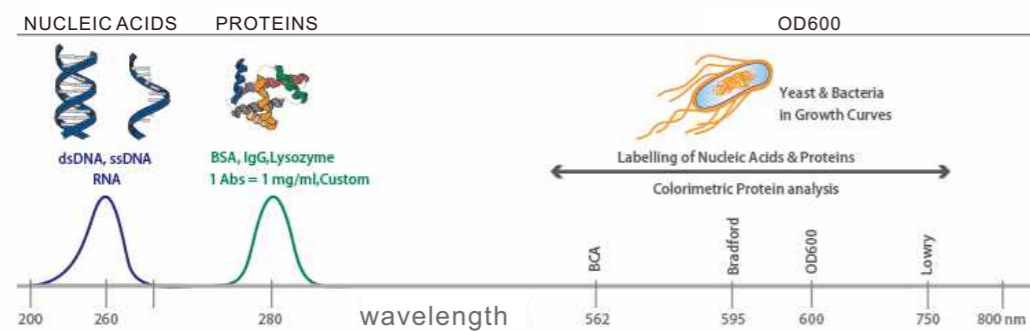 NUCLEIC ACIDS PROTEINS OD600
dsDNA, ssDNA
RNA
BSA, IgG,Lysozyme
1 Abs = 1 mg/ml,Custom
Yeast & Bacteria
in Growth Curves
Labelling of Nucleic Acids & Proteins
Colorimetric Protein analysis
BCA
Bradford
OD600
Lowry
200 260 280 wavelength 562 595 600 750 800 nm